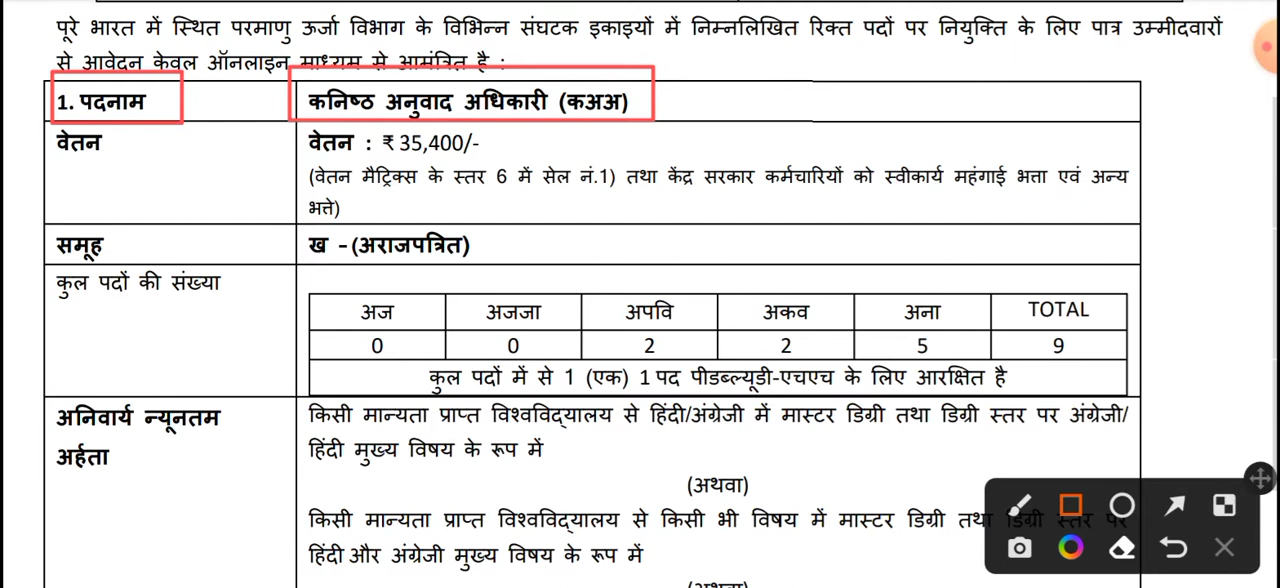 पूरे भारत में स्थित परमाणु ऊर्जा विभाग के विभिन्न संघटक इकाइयों में निम्नलिखित रिक्त पदों पर नियुक्ति के लिए पात्र उम्मीदवारों
से आवेदन केवल ऑनलाइन माध्यम से आमंत्रित है :
1. पदनाम कनिष्ठ अनुवाद अधिकारी (कअअ)
वेतन वेतन : ₹ 35,400/-
(वेतन मैट्रिक्स के स्तर 6 में सेल नं.1) तथा केंद्र सरकार कर्मचारियों को स्वीकार्य महंगाई भत्ता एवं अन्य
भत्ते)
समूह ख - (अराजपत्रित)
कुल पदों की संख्या
अज अजजा अपवि अकव अना TOTAL
0 0 2 2 5 9
कुल पदों में से 1 (एक) 1 पद पीडब्ल्यूडी-एचएच के लिए आरक्षित है
अनिवार्य न्यूनतम किसी मान्यता प्राप्त विश्वविद्यालय से हिंदी/अंग्रेजी में मास्टर डिग्री तथा डिग्री स्तर पर अंग्रेजी/
अर्हता हिंदी मुख्य विषय के रूप में
(अथवा)
किसी मान्यता प्राप्त विश्वविद्यालय से किसी भी विषय में मास्टर डिग्री तथा डिग्री स्तर पर
हिंदी और अंग्रेजी मुख्य विषय के रूप में